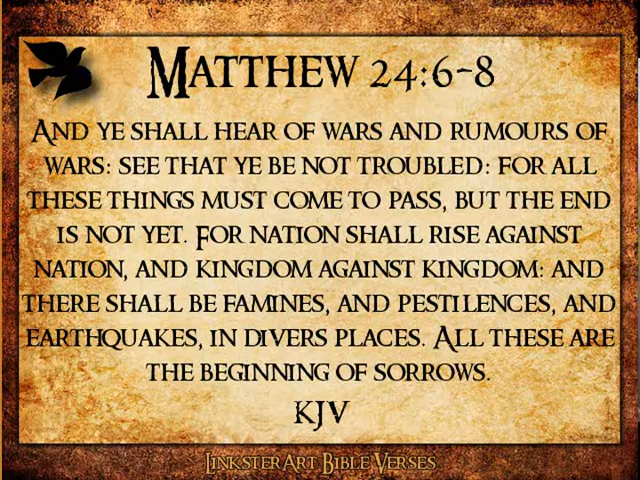 Matthew 24:6-8
And ye shall hear of wars and rumours of
wars: see that ye be not troubled: for all
these things must come to pass, but the end
is not yet. For nation shall rise against
nation, and kingdom against kingdom: and
there shall be famines, and pestilences, and
earthquakes, in divers places. All these are
the beginning of sorrows.
KJV
LinksterArt Bible Verses